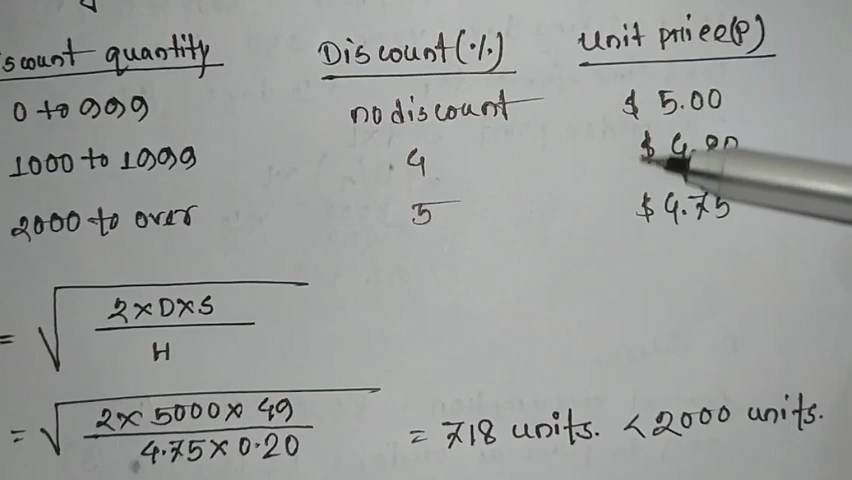 scount quantity Discount (%) Unit price(P)
0 to 999 no discount $ 5.00
1000 to 1999 4 $
2000 to over 5 $4.75
= √ 2×D×S
H
= √ 2×5000×49 = 718 units. <2000 units.
4.75×0.20